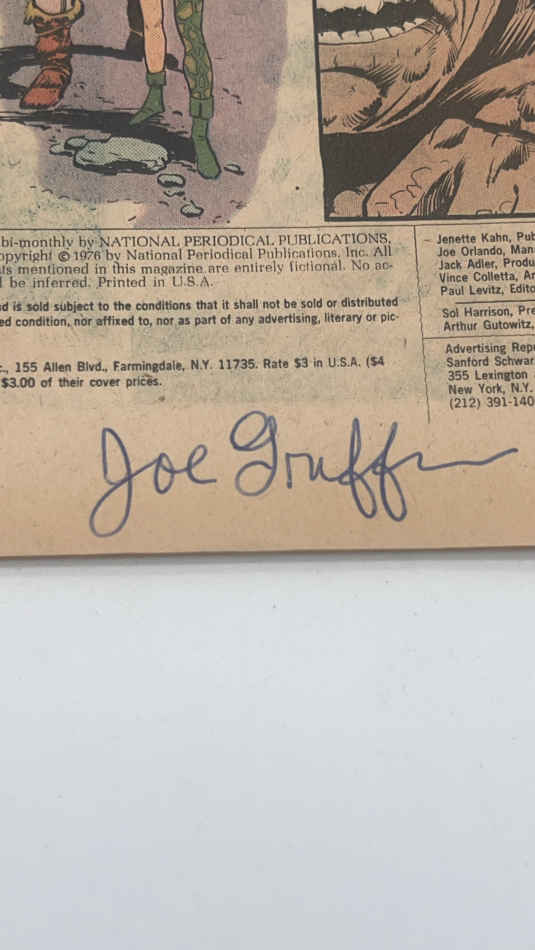 bi-monthly by NATIONAL PERIODICAL PUBLICATIONS,
opyright © 1976 by National Periodical Publications, Inc. All
ts mentioned in this magazine are entirely fictional. No ac-
l be inferred. Printed in U.S.A.
nd is sold subject to the conditions that it shall not be sold or distributed
ed condition, nor affixed to, nor as part of any advertising, literary or pic-
c., 155 Allen Blvd., Farmingdale, N.Y. 11735. Rate $3 in U.S.A. ($4
$3.00 of their cover prices.
Jenette Kahn, Pub
Joe Orlando, Man
Jack Adler, Produ
Vince Colletta, Ar
Paul Levitz, Edito
Sol Harrison, Pre
Arthur Gutowitz,
Advertising Repr
Sanford Schwar
355 Lexington
New York, N.Y.
(212) 391-140
Joe